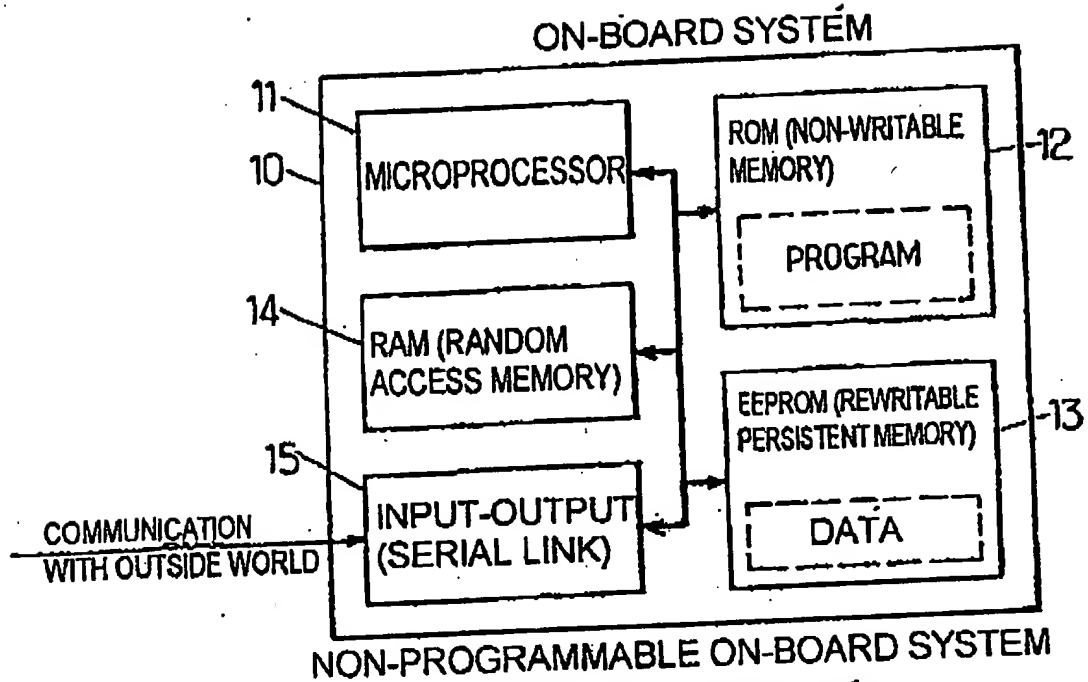 ON-BOARD SYSTEM
11
10
MICROPROCESSOR
ROM (NON-WRITABLE
MEMORY)
12
PROGRAM
14
RAM (RANDOM
ACCESS MEMORY)
EEPROM (REWRITABLE
PERSISTENT MEMORY)
13
DATA
15
INPUT-OUTPUT
(SERIAL LINK)
COMMUNICATION
WITH OUTSIDE WORLD
NON-PROGRAMMABLE ON-BOARD SYSTEM